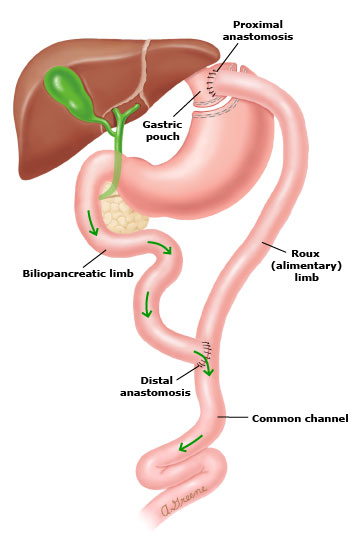 Proximal
anastomosis
Gastric
pouch
Roux
(alimentary)
limb
Biliopancreatic limb
Distal
anastomosis
Common channel
A.Greene